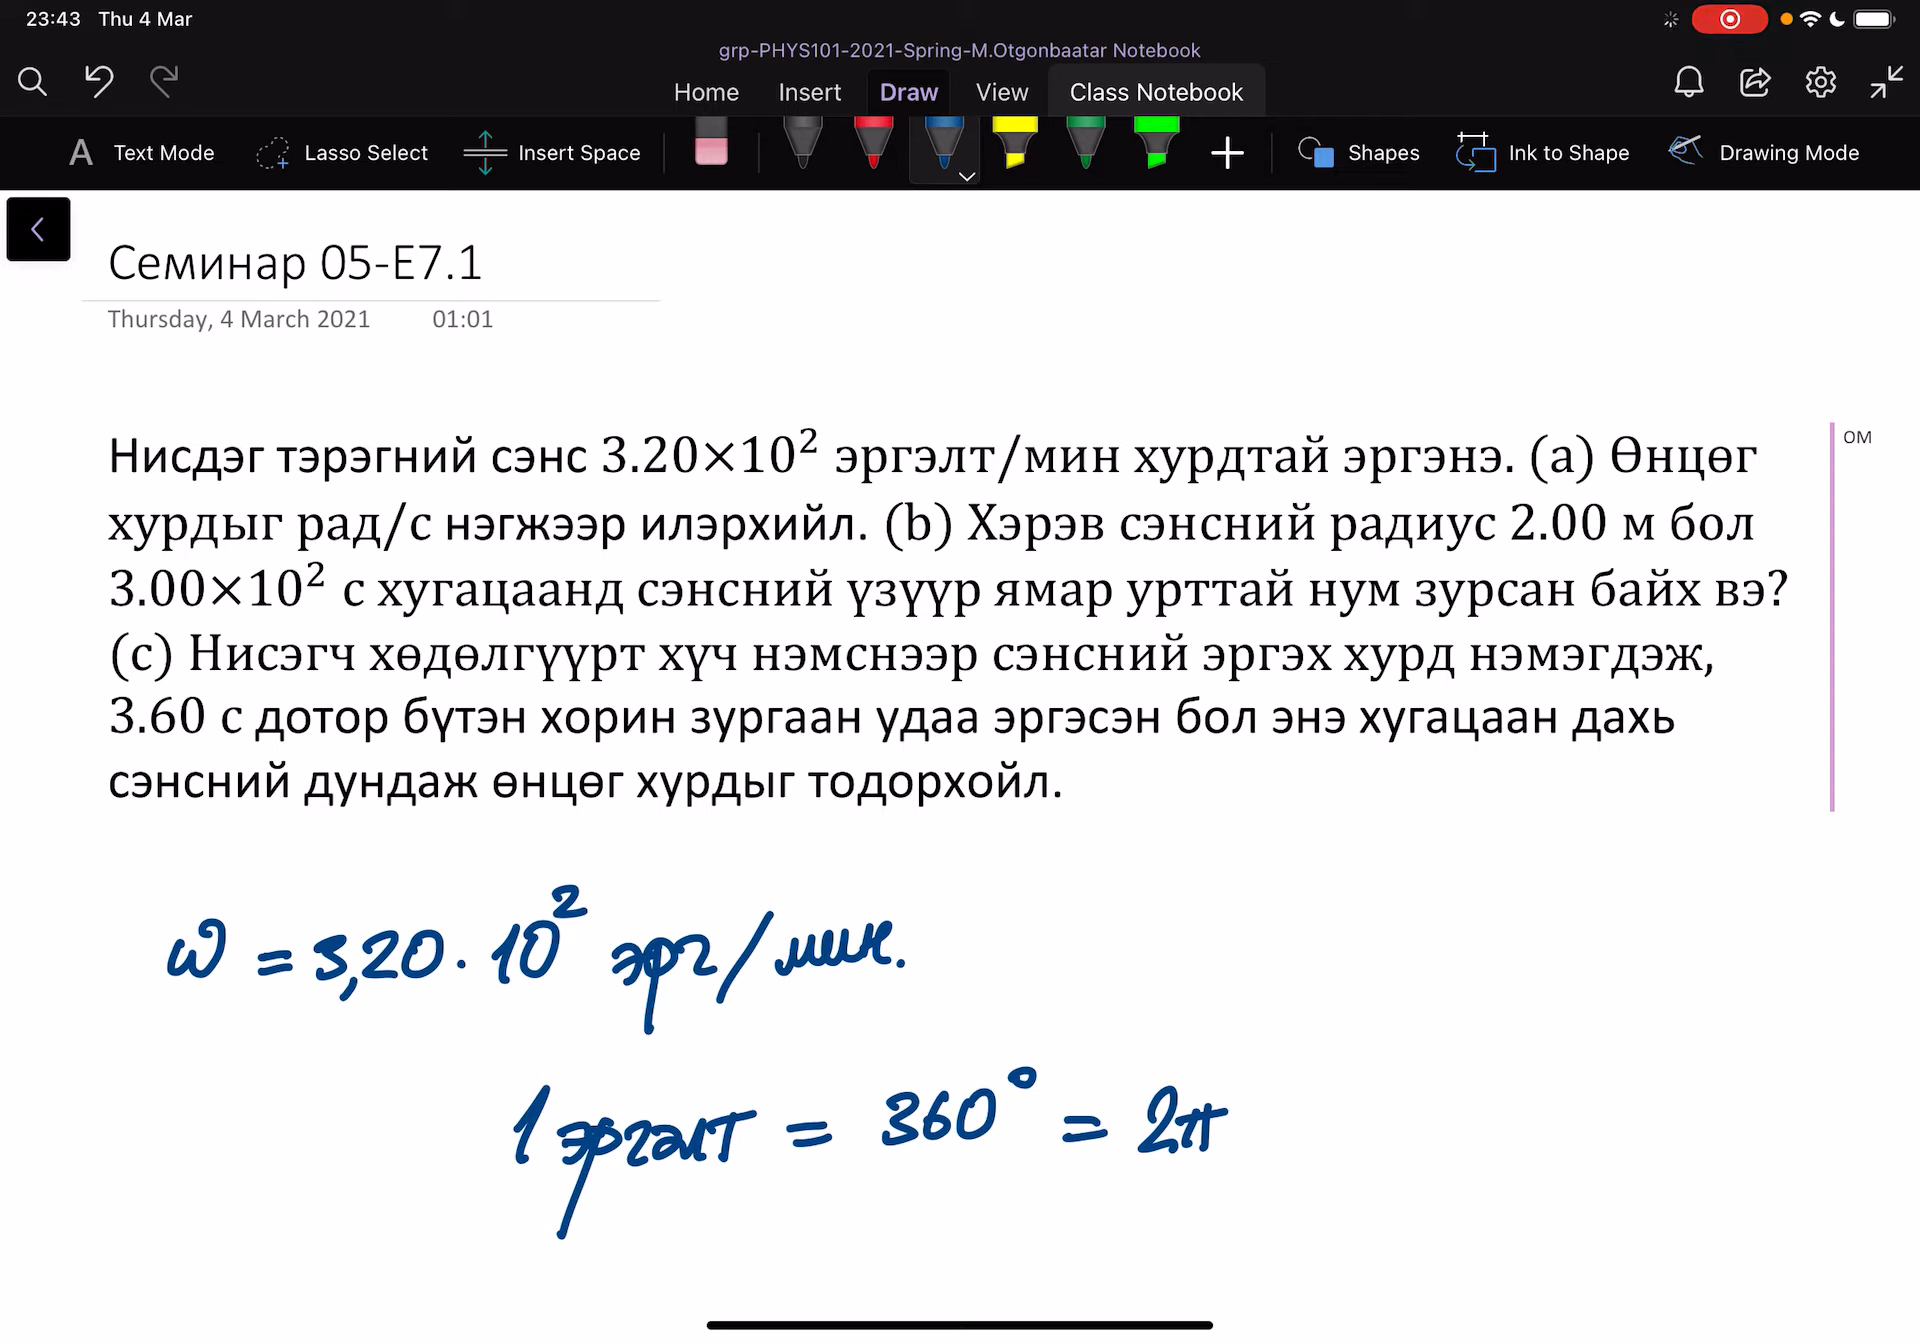 23:43 Thu 4 Mar
grp-PHYS101-2021-Spring-M.Otgonbaatar Notebook
Home Insert Draw View Class Notebook
A Text Mode Lasso Select Insert Space Shapes Ink to Shape Drawing Mode
Семинар 05-E7.1
Thursday, 4 March 2021 01:01
Нисдэг тэрэгний сэнс 3.20×10² эргэлт/мин хурдтай эргэнэ. (a) Өнцөг
хурдыг рад/с нэгжээр илэрхийл. (b) Хэрэв сэнсний радиус 2.00 м бол
3.00×10² с хугацаанд сэнсний үзүүр ямар урттай нум зурсан байх вэ?
(c) Нисэгч хөдөлгүүрт хүч нэмснээр сэнсний эргэх хурд нэмэгдэж,
3.60 с дотор бүтэн хорин зургаан удаа эргэсэн бол энэ хугацаан дахь
сэнсний дундаж өнцөг хурдыг тодорхойл.
OM
ω = 3,20 · 10² эрг/мин.
1 эргэлт = 360° = 2π